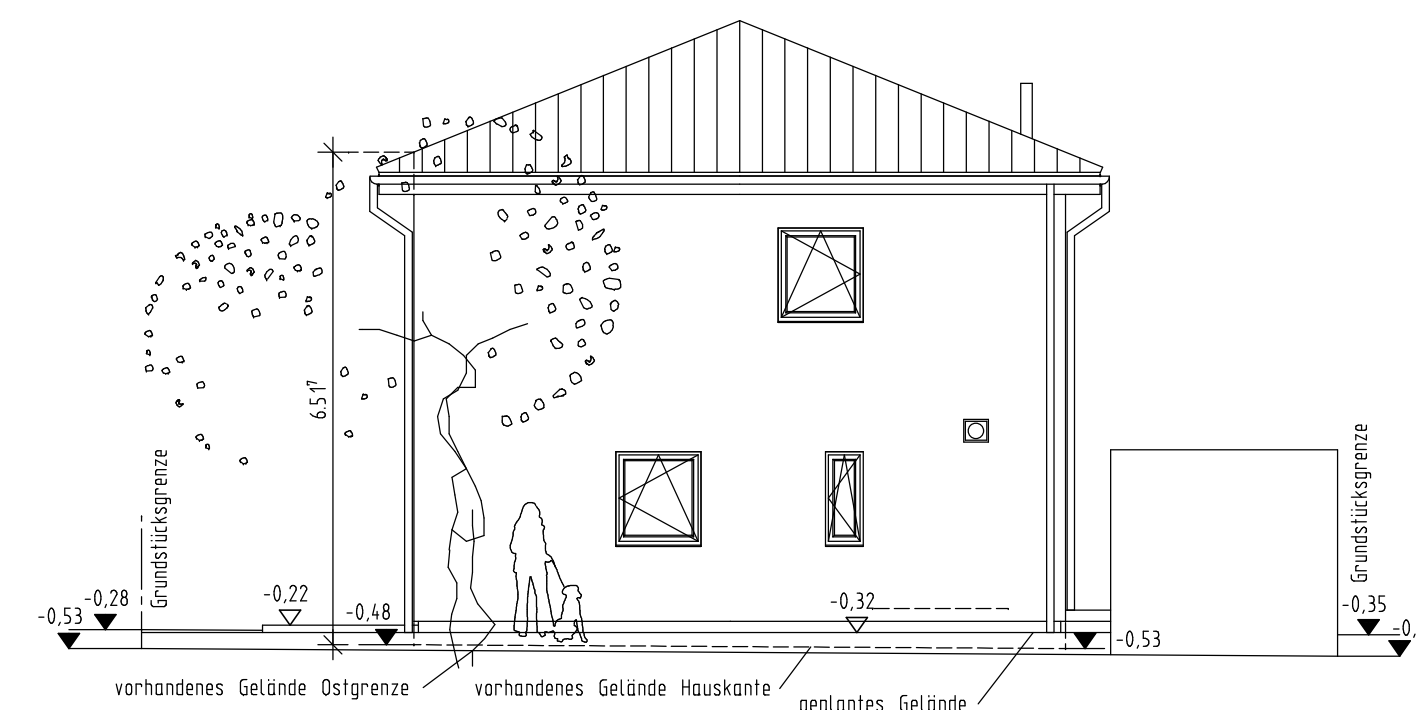 6.51⁷
Grundstücksgrenze
Grundstücksgrenze
-0,53
-0,28
-0,22
-0,48
-0,32
-0,53
-0,35
-0,
vorhandenes Gelände Ostgrenze
vorhandenes Gelände Hauskante
geplantes Gelände